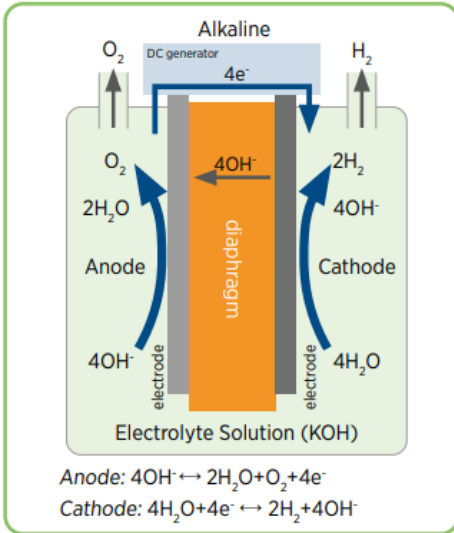 Alkaline
O₂
DC generator
H₂
4e⁻
O₂
4OH⁻
2H₂
2H₂O
4OH⁻
diaphragm
Anode
Cathode
4OH⁻
electrode
electrode
4H₂O
Electrolyte Solution (KOH)
Anode: 4OH⁻ ↔ 2H₂O+O₂+4e⁻
Cathode: 4H₂O+4e⁻ ↔ 2H₂+4OH⁻